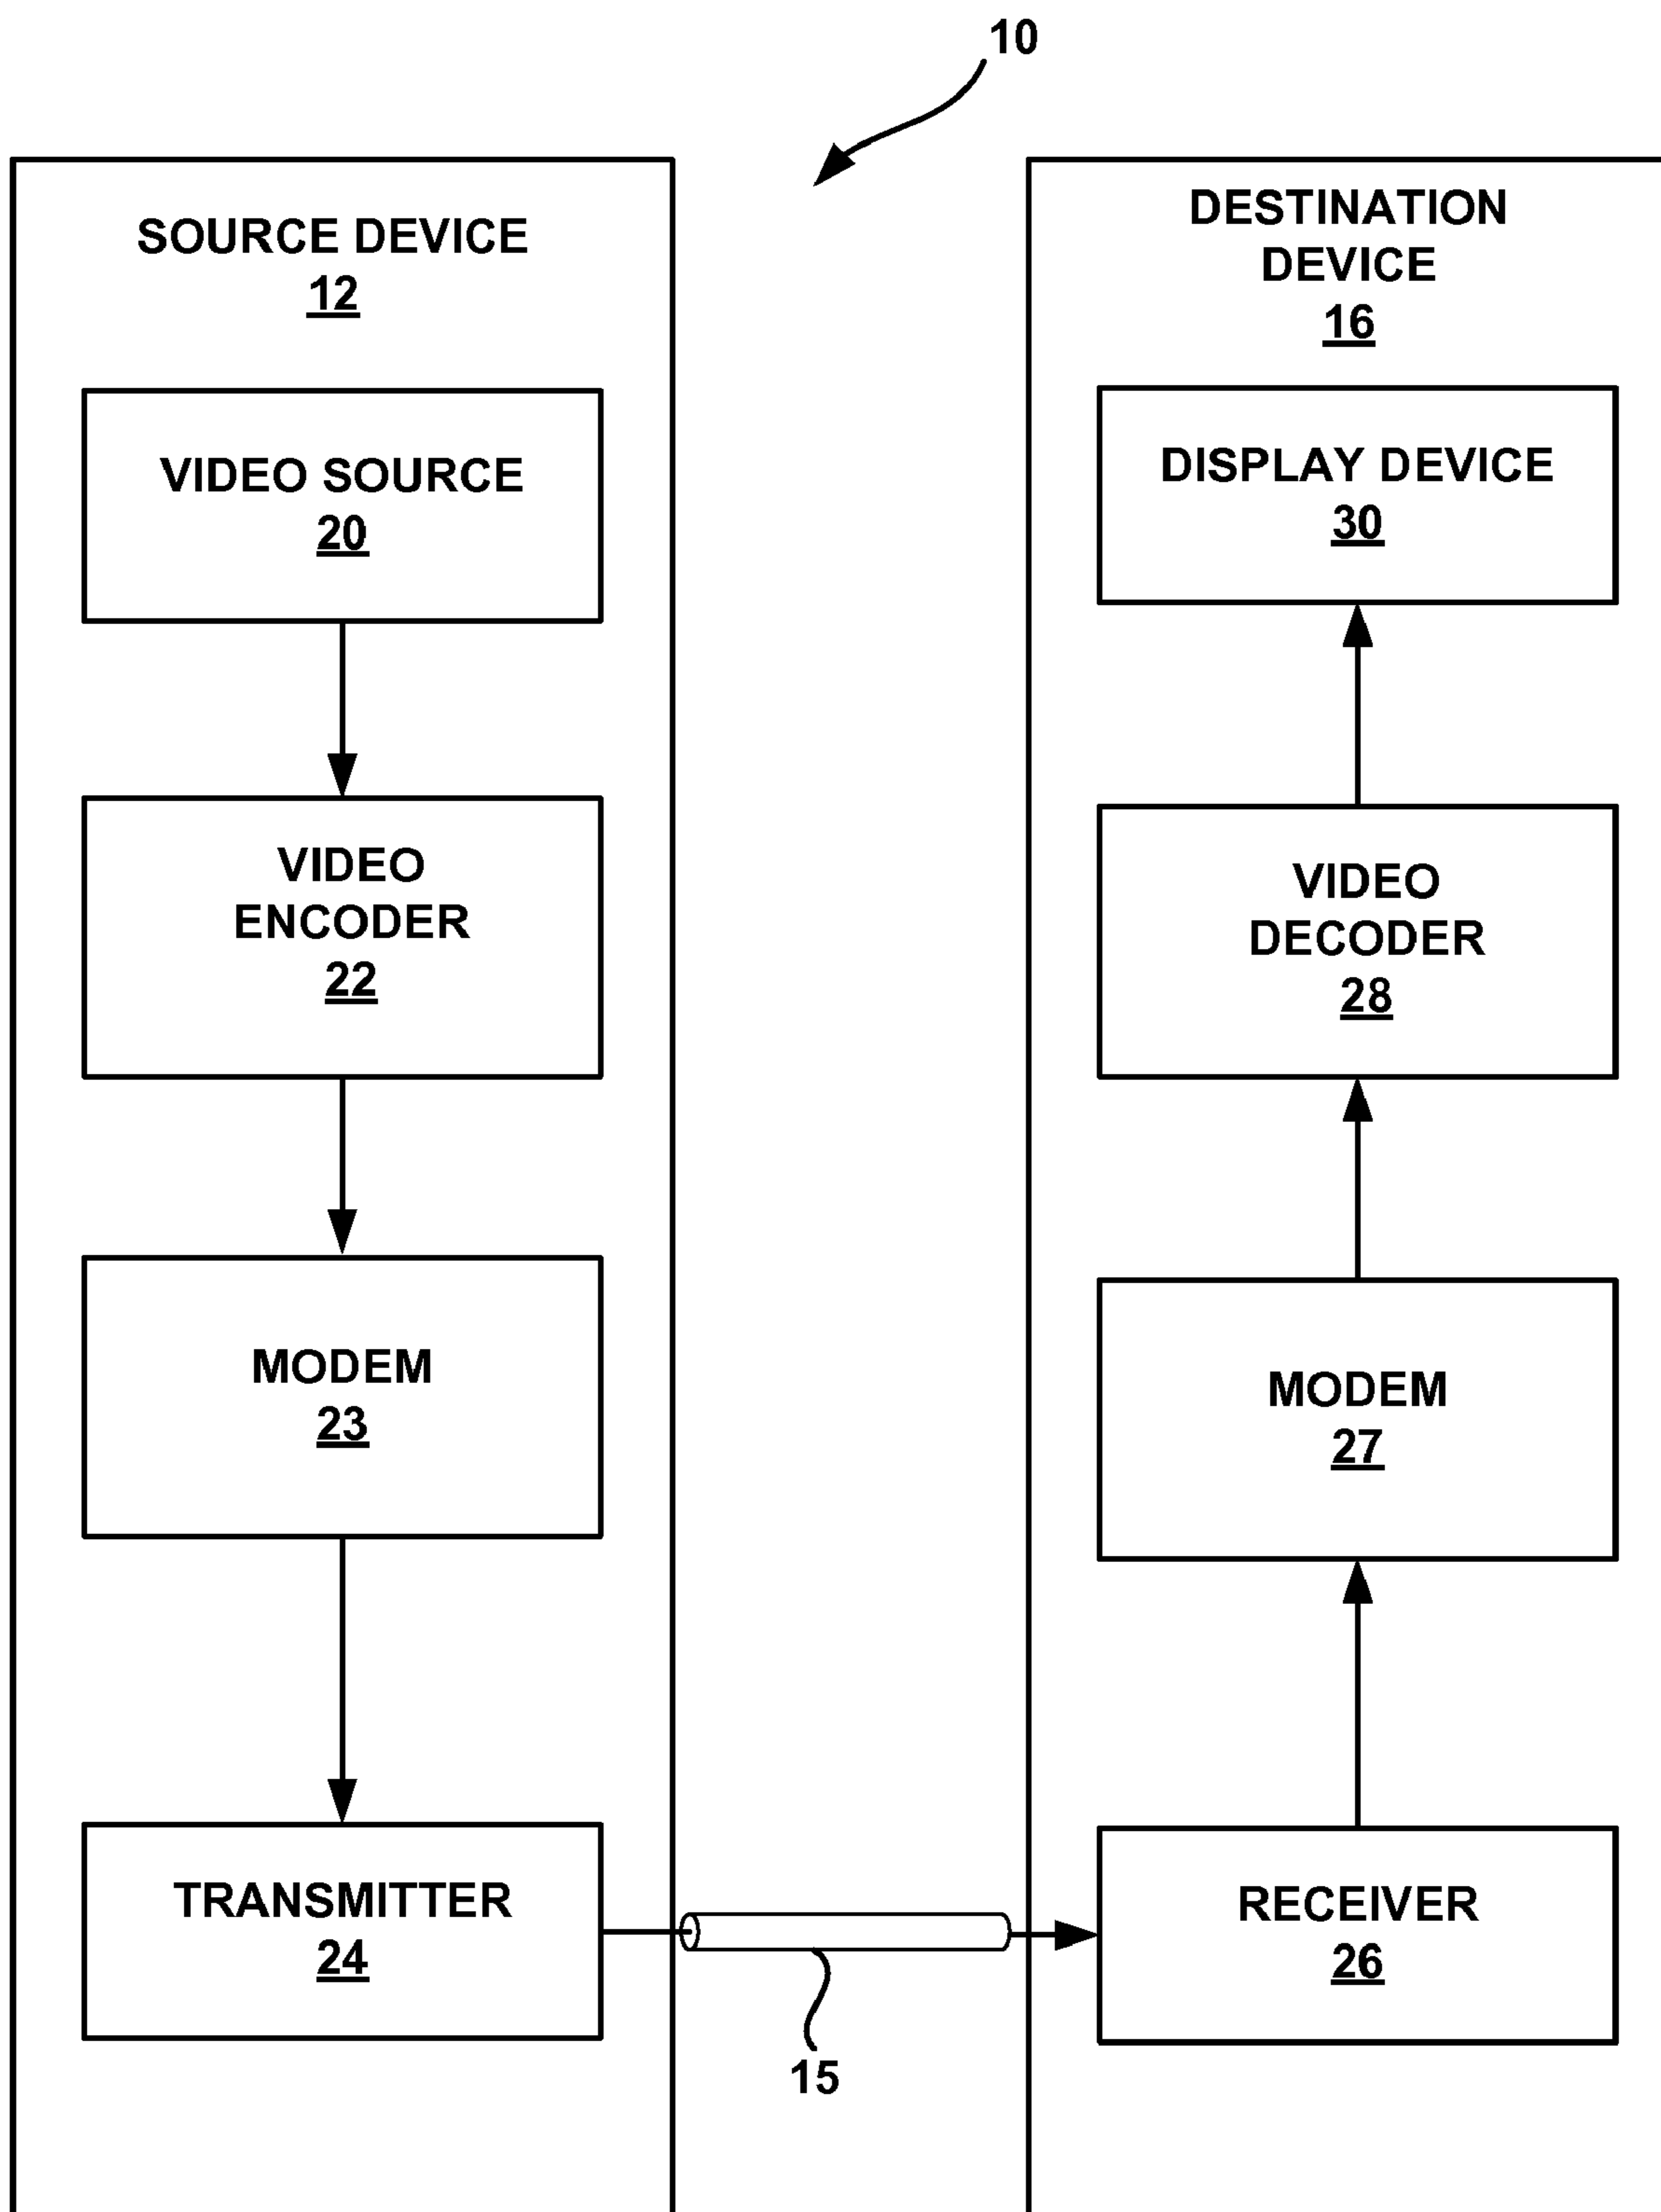 10
SOURCE DEVICE
12
VIDEO SOURCE
20
VIDEO
ENCODER
22
MODEM
23
TRANSMITTER
24
15
DESTINATION
DEVICE
16
DISPLAY DEVICE
30
VIDEO
DECODER
28
MODEM
27
RECEIVER
26